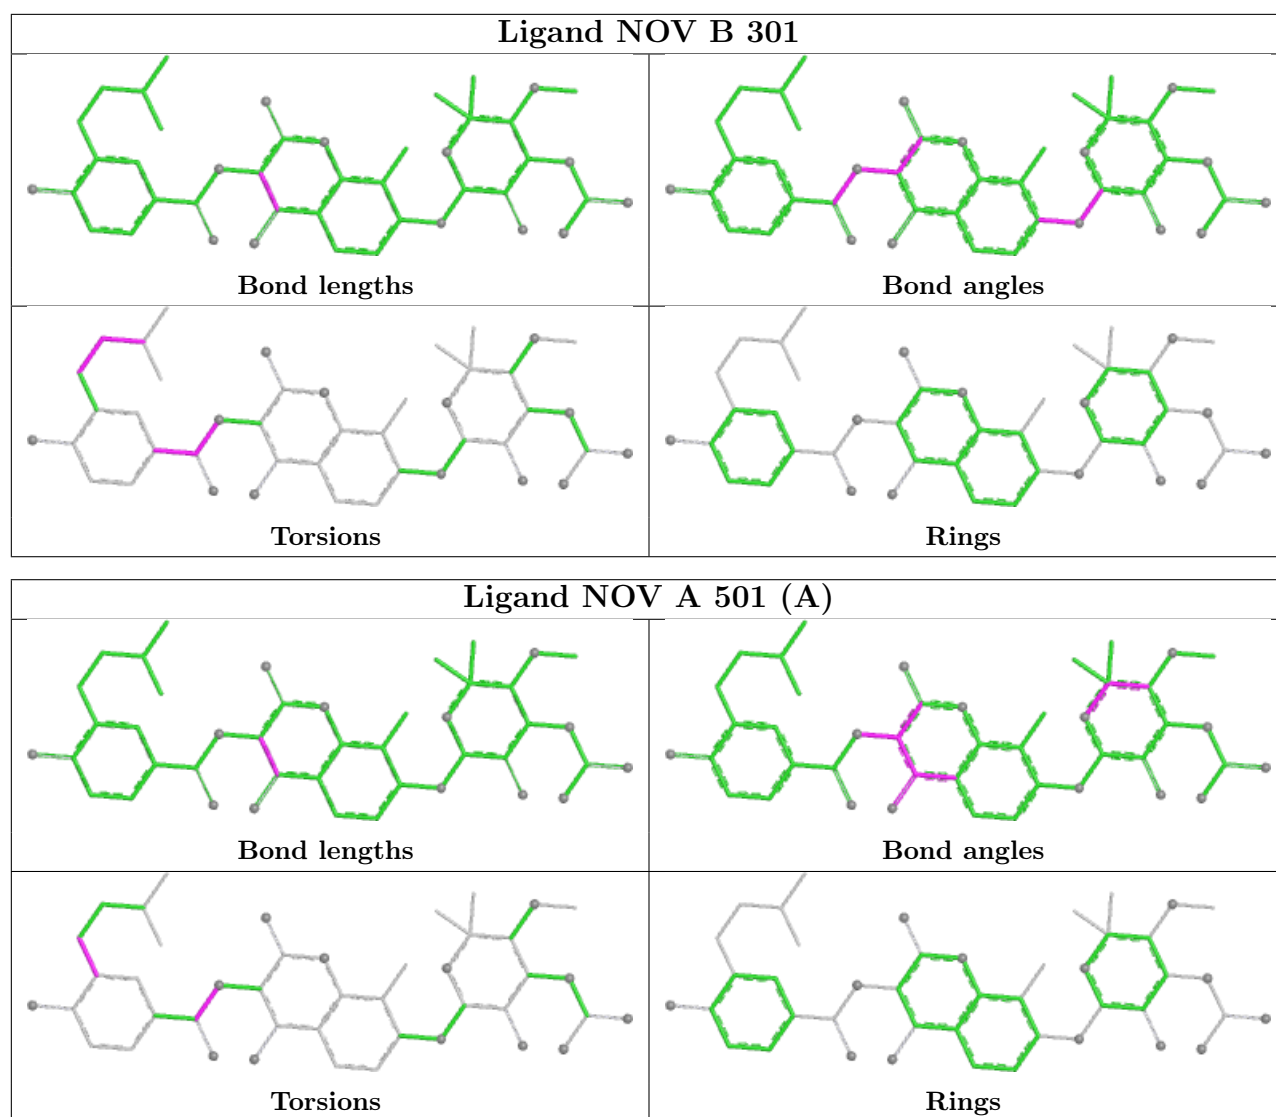 Ligand NOV B 301
Bond lengths
Bond angles
Torsions
Rings
Ligand NOV A 501 (A)
Bond lengths
Bond angles
Torsions
Rings